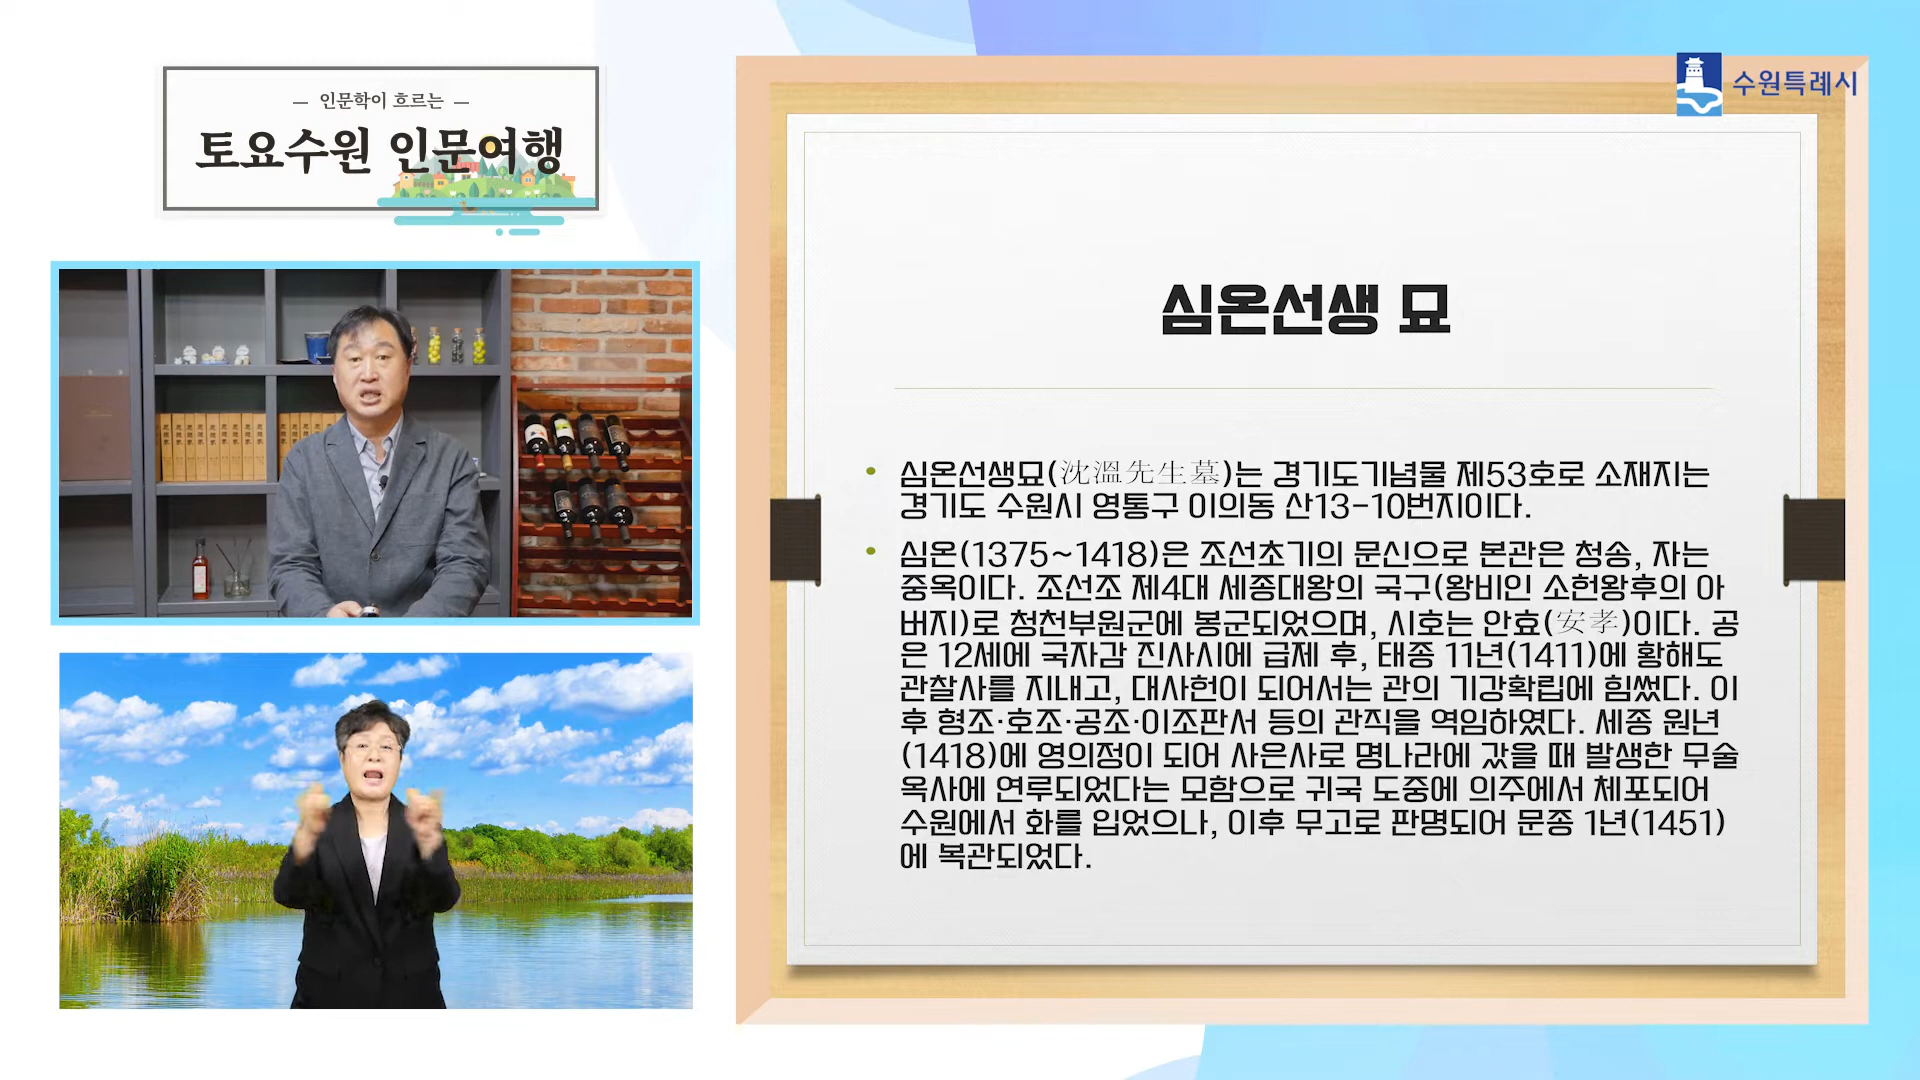 인문학이 흐르는
토요수원 인문여행
수원특례시
심온선생 묘
• 심온선생묘(沈溫先生墓)는 경기도기념물 제53호로 소재지는
경기도 수원시 영통구 이의동 산13-10번지이다.
• 심온(1375~1418)은 조선초기의 문신으로 본관은 청송, 자는
중옥이다. 조선조 제4대 세종대왕의 국구(왕비인 소헌왕후의 아
버지)로 청천부원군에 봉군되었으며, 시호는 안효(安孝)이다. 공
은 12세에 국자감 진사시에 급제 후, 태종 11년(1411)에 황해도
관찰사를 지내고, 대사헌이 되어서는 관의 기강확립에 힘썼다. 이
후 형조·호조·공조·이조판서 등의 관직을 역임하였다. 세종 원년
(1418)에 영의정이 되어 사은사로 명나라에 갔을 때 발생한 무술
옥사에 연루되었다는 모함으로 귀국 도중에 의주에서 체포되어
수원에서 화를 입었으나, 이후 무고로 판명되어 문종 1년(1451)
에 복관되었다.